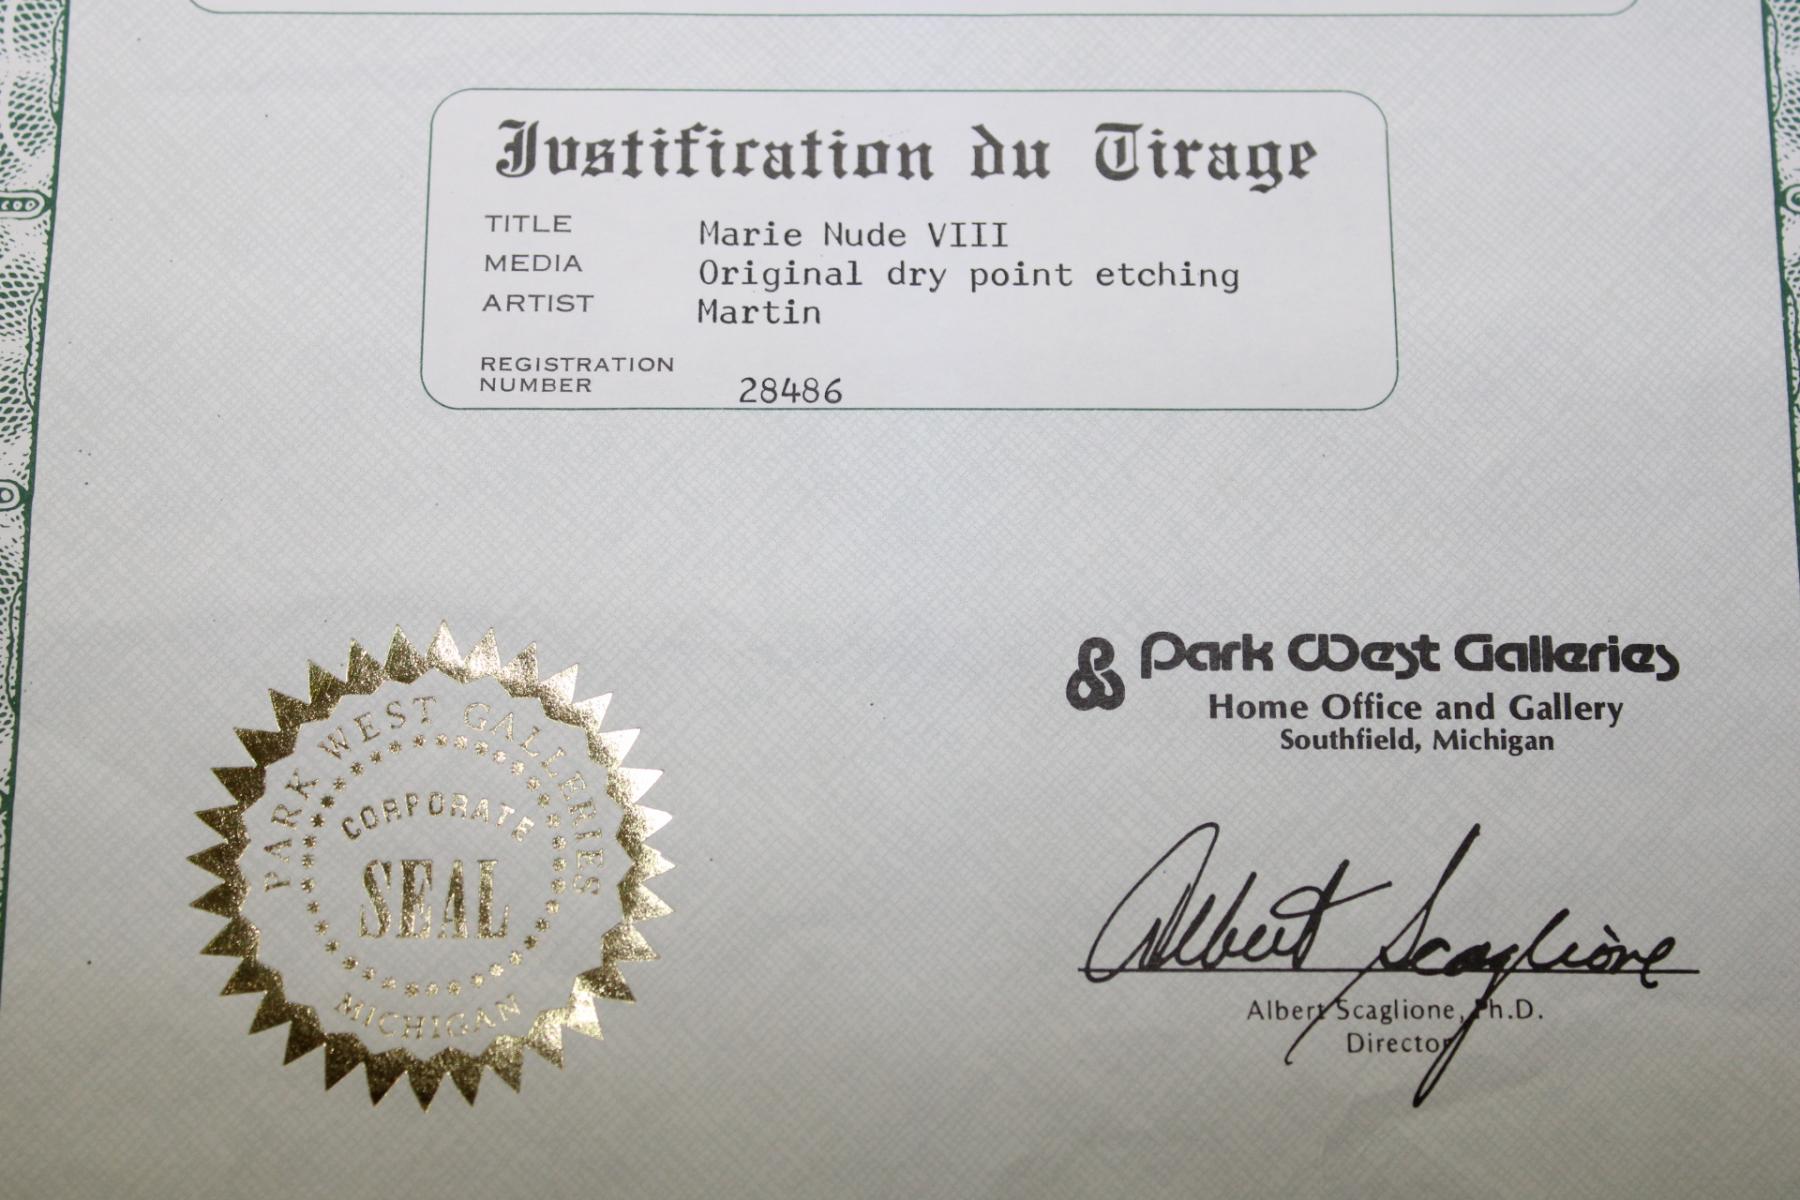 Justification du Tirage
TITLE Marie Nude VIII
MEDIA Original dry point etching
ARTIST Martin
REGISTRATION
NUMBER 28486
PARK WEST GALLERIES
CORPORATE
SEAL
MICHIGAN
Park West Galleries
Home Office and Gallery
Southfield, Michigan
Albert Scaglione
Albert Scaglione, Ph.D.
Director